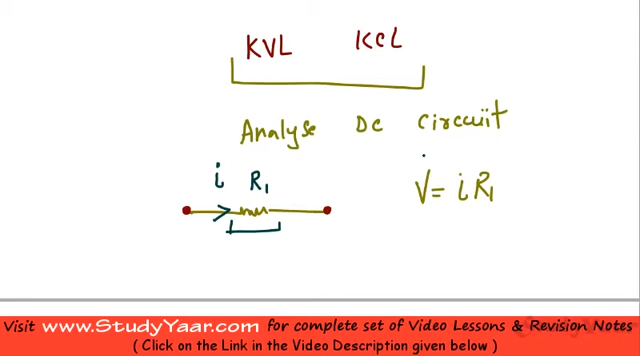 KVL KCL
Analyse DC Circuit
i R₁
V = i R₁
Visit www.StudyYaar.com for complete set of Video Lessons & Revision Notes
( Click on the Link in the Video Description given below )